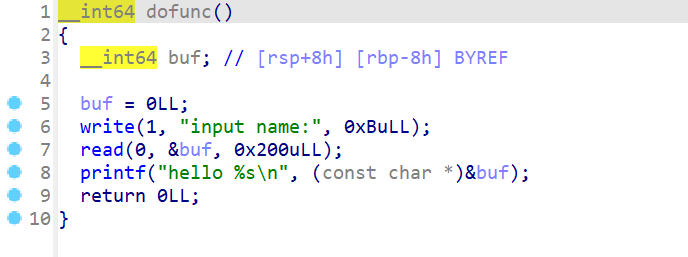 1 __int64 dofunc()
2 {
3 __int64 buf; // [rsp+8h] [rbp-8h] BYREF
4
5 buf = 0LL;
6 write(1, "input name:", 0xBuLL);
7 read(0, &buf, 0x200uLL);
8 printf("hello %s\n", (const char *)&buf);
9 return 0LL;
10 }